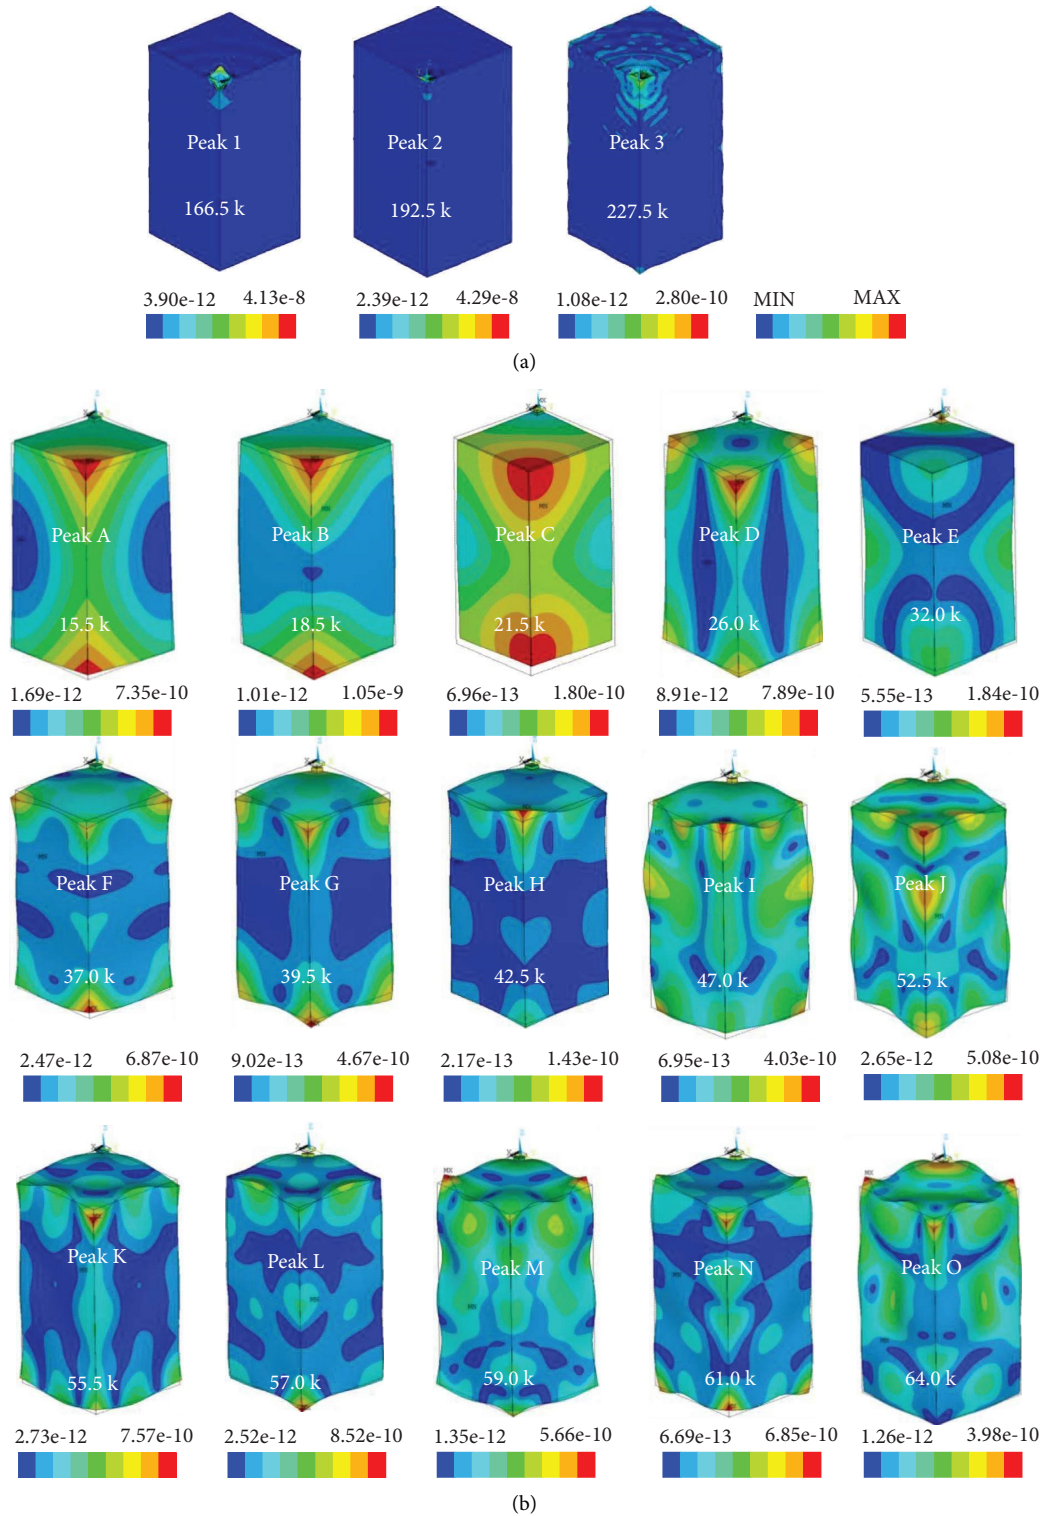 Peak 1 Peak 2 Peak 3
166.5 k 192.5 k 227.5 k
3.90e-12 4.13e-8 2.39e-12 4.29e-8 1.08e-12 2.80e-10 MIN MAX
(a)
Peak A Peak B Peak C Peak D Peak E
15.5 k 18.5 k 21.5 k 26.0 k 32.0 k
1.69e-12 7.35e-10 1.01e-12 1.05e-9 6.96e-13 1.80e-10 8.91e-12 7.89e-10 5.55e-13 1.84e-10
Peak F Peak G Peak H Peak I Peak J
37.0 k 39.5 k 42.5 k 47.0 k 52.5 k
2.47e-12 6.87e-10 9.02e-13 4.67e-10 2.17e-13 1.43e-10 6.95e-13 4.03e-10 2.65e-12 5.08e-10
Peak K Peak L Peak M Peak N Peak O
55.5 k 57.0 k 59.0 k 61.0 k 64.0 k
2.73e-12 7.57e-10 2.52e-12 8.52e-10 1.35e-12 5.66e-10 6.69e-13 6.85e-10 1.26e-12 3.98e-10
(b)